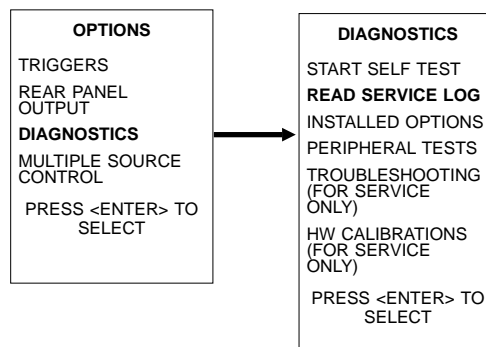 OPTIONS
TRIGGERS
REAR PANEL
OUTPUT
DIAGNOSTICS
MULTIPLE SOURCE
CONTROL
PRESS <ENTER> TO
SELECT
DIAGNOSTICS
START SELF TEST
READ SERVICE LOG
INSTALLED OPTIONS
PERIPHERAL TESTS
TROUBLESHOOTING
(FOR SERVICE
ONLY)
HW CALIBRATIONS
(FOR SERVICE
ONLY)
PRESS <ENTER> TO
SELECT